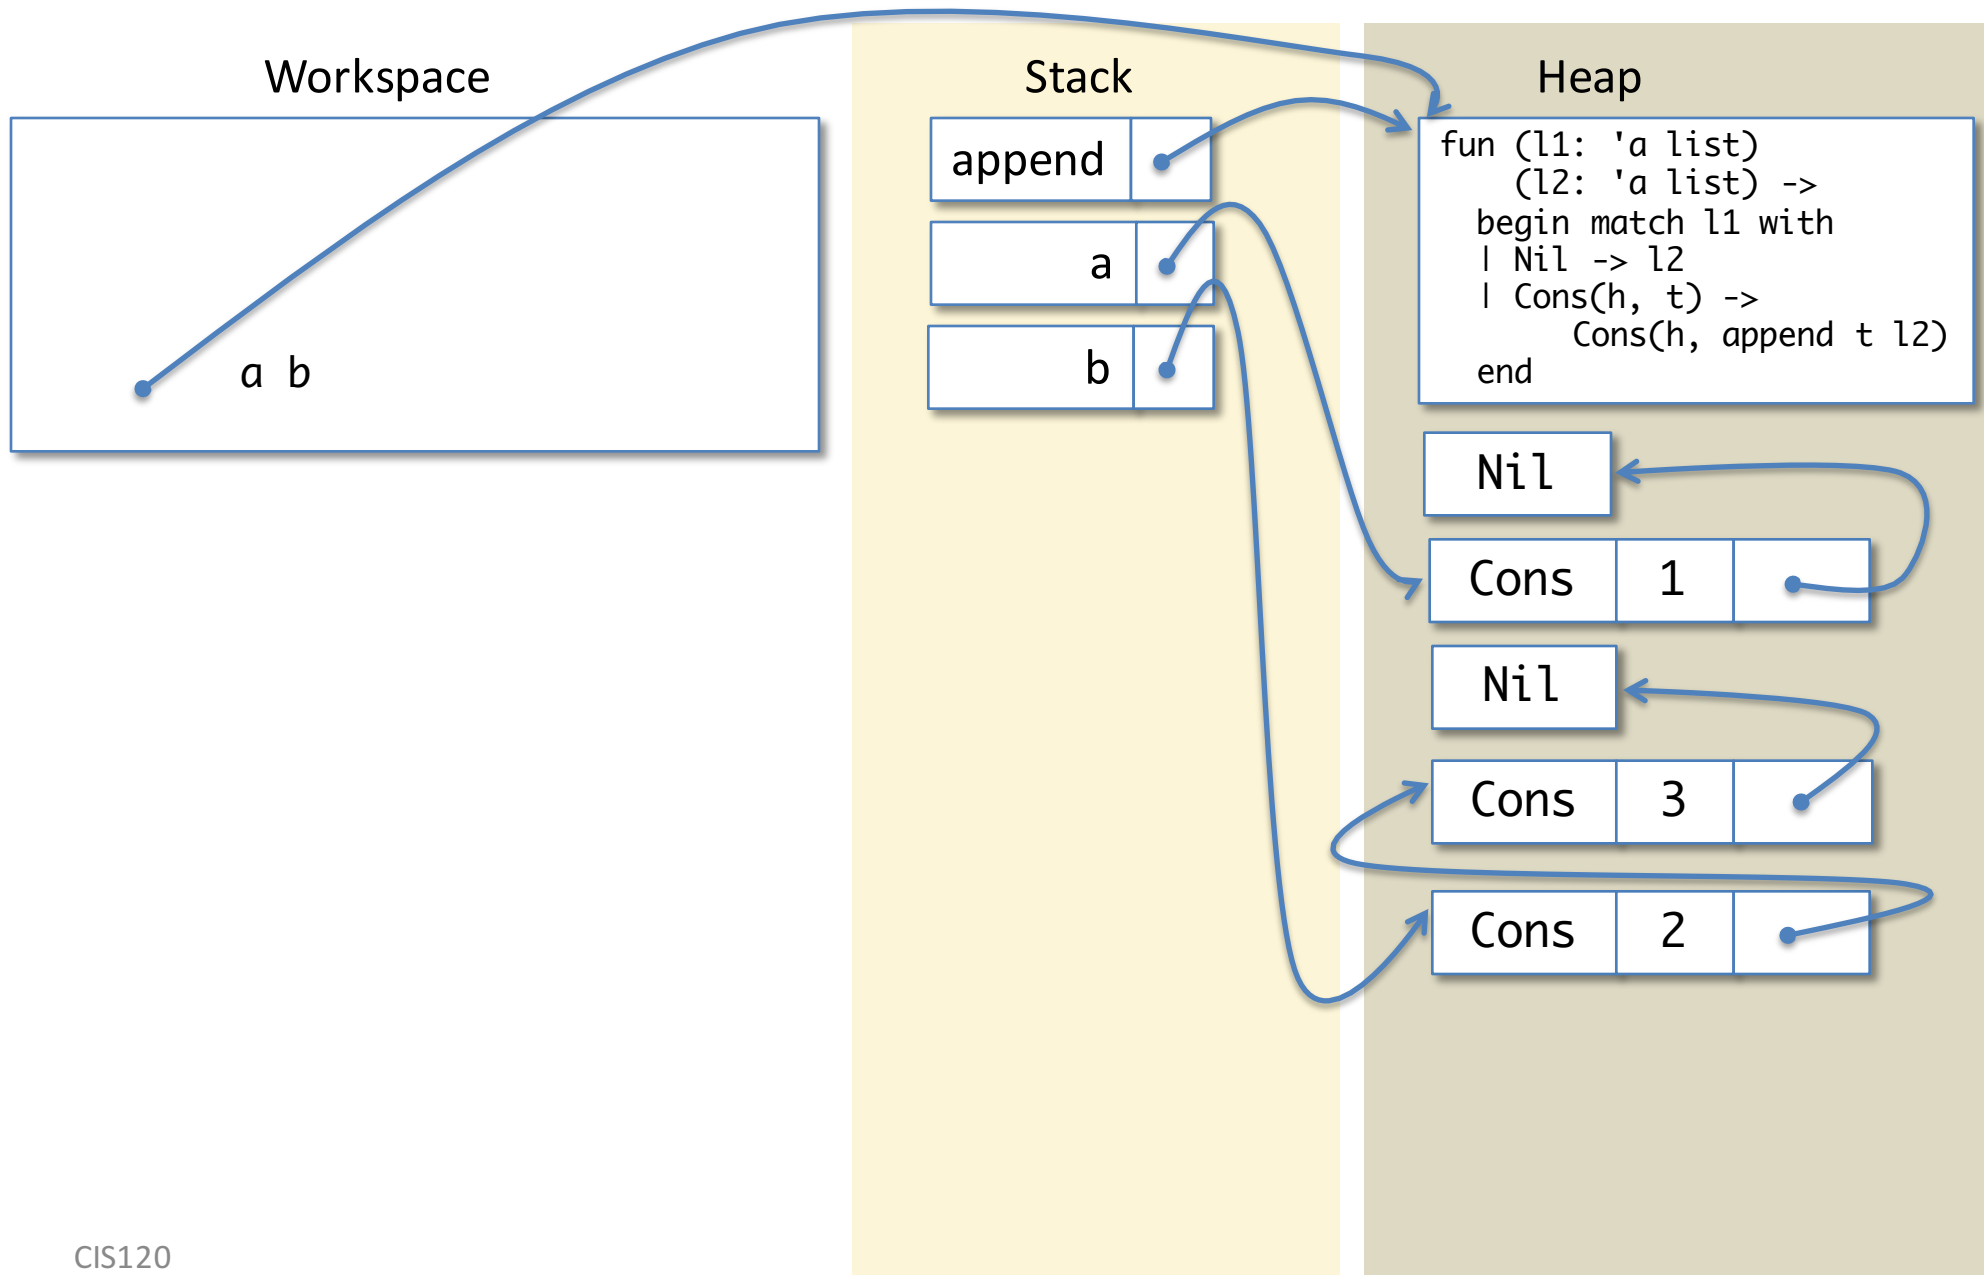 Workspace
Stack
Heap
a b
append
a
b
fun (l1: 'a list)
    (l2: 'a list) ->
  begin match l1 with
  | Nil -> l2
  | Cons(h, t) ->
       Cons(h, append t l2)
  end
Nil
Cons 1
Nil
Cons 3
Cons 2
CIS120